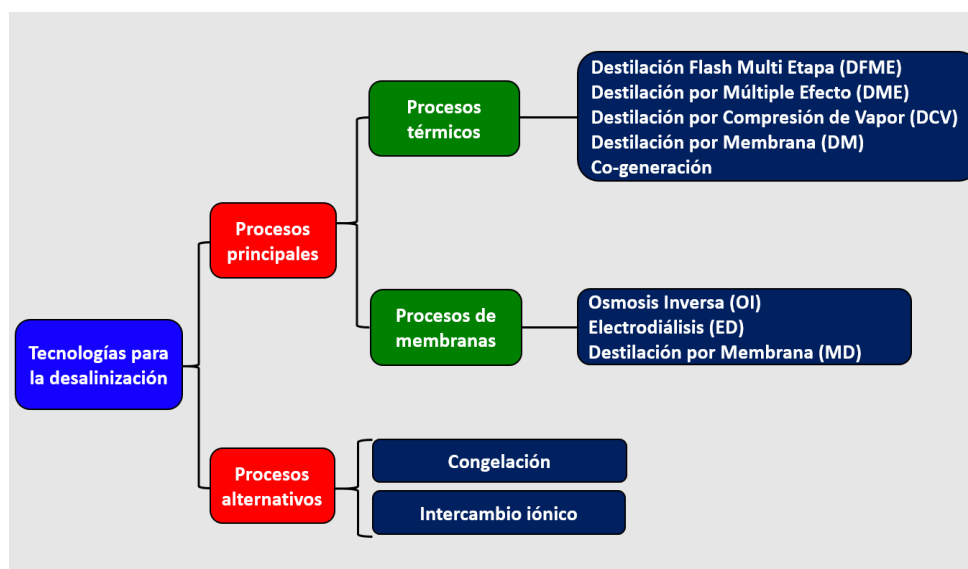 Tecnologías para
la desalinización
Procesos
principales
Procesos
térmicos
Destilación Flash Multi Etapa (DFME)
Destilación por Múltiple Efecto (DME)
Destilación por Compresión de Vapor (DCV)
Destilación por Membrana (DM)
Co-generación
Procesos de
membranas
Osmosis Inversa (OI)
Electrodiálisis (ED)
Destilación por Membrana (MD)
Procesos
alternativos
Congelación
Intercambio iónico